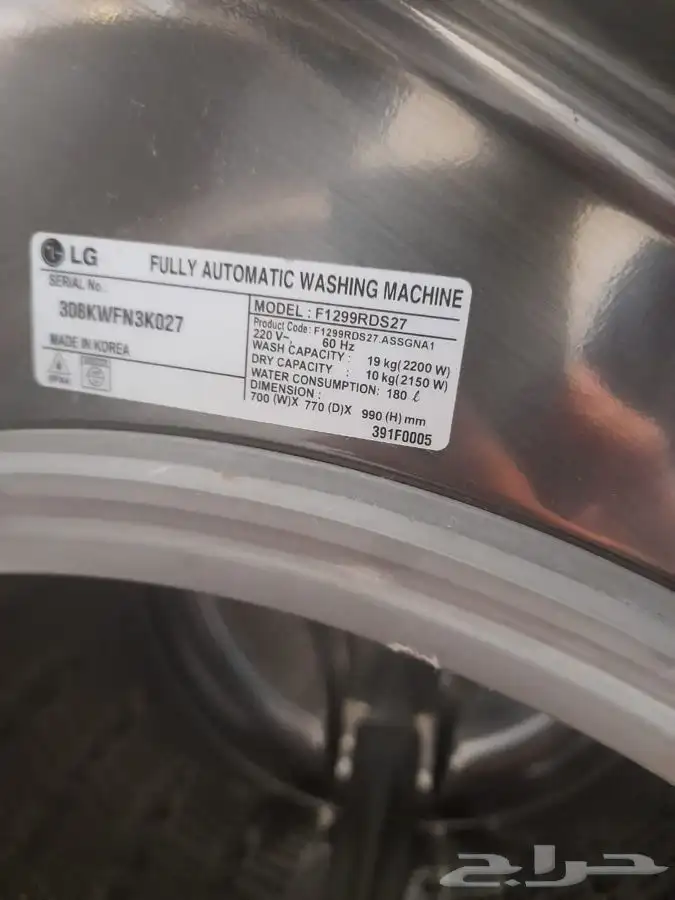 LG FULLY AUTOMATIC WASHING MACHINE
SERIAL No.
308KWFN3K027
MADE IN KOREA
MODEL : F1299RDS27
Product Code : F1299RDS27.ASSGNA1
220 V~, 60 Hz
WASH CAPACITY : 19 kg(2200 W)
DRY CAPACITY : 10 kg(2150 W)
WATER CONSUMPTION: 180 ℓ
DIMENSION :
700 (W)X 770 (D)X 990 (H) mm
391F0005
حراج